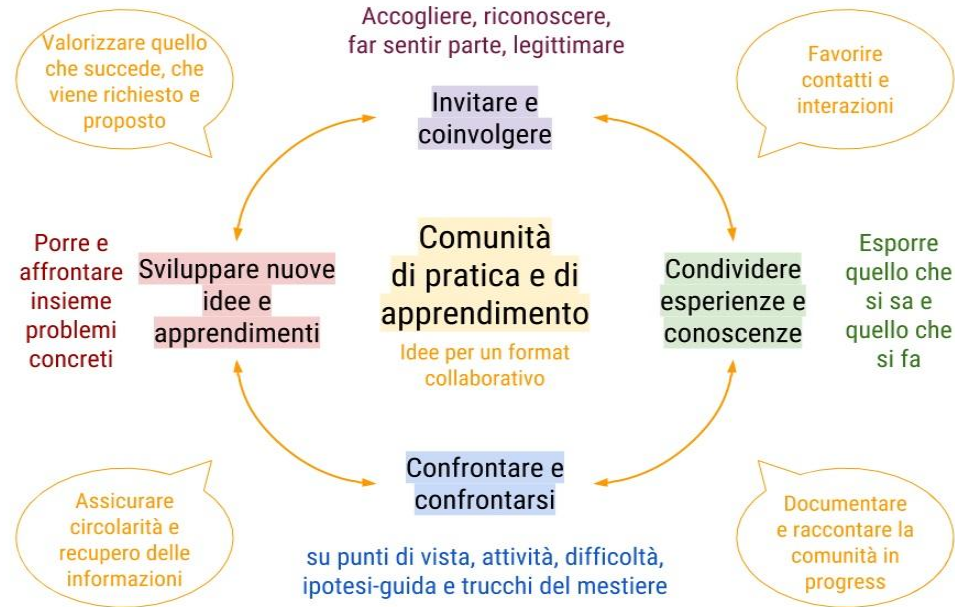 Accogliere, riconoscere,
far sentir parte, legittimare
Valorizzare quello
che succede, che
viene richiesto e
proposto
Favorire
contatti e
interazioni
Invitare e
coinvolgere
Porre e
affrontare
insieme
problemi
concreti
Sviluppare nuove
idee e
apprendimenti
Comunità
di pratica e di
apprendimento
Idee per un format
collaborativo
Condividere
esperienze e
conoscenze
Esporre
quello che
si sa e
quello che
si fa
Confrontare e
confrontarsi
Assicurare
circolarità e
recupero delle
informazioni
Documentare
e raccontare la
comunità in
progress
su punti di vista, attività, difficoltà,
ipotesi-guida e trucchi del mestiere